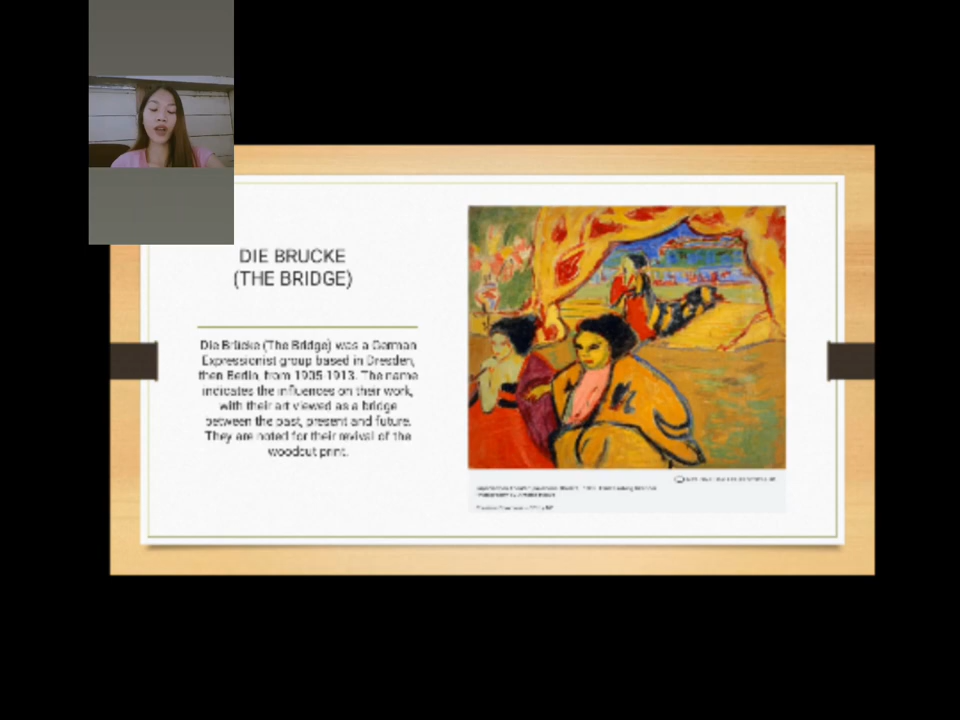 DIE BRUCKE
(THE BRIDGE)
Die Brücke (The Bridge) was a German
Expressionist group based in Dresden,
then Berlin, from 1905-1913. The name
indicates the influences on their work,
with their art viewed as a bridge
between the past, present and future.
They are noted for their revival of the
woodcut print.